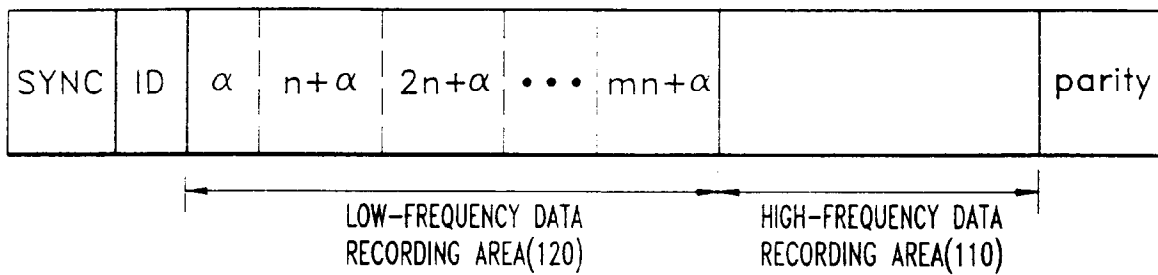 SYNC ID α n+α 2n+α ••• mn+α parity
LOW-FREQUENCY DATA
RECORDING AREA(120)
HIGH-FREQUENCY DATA
RECORDING AREA(110)